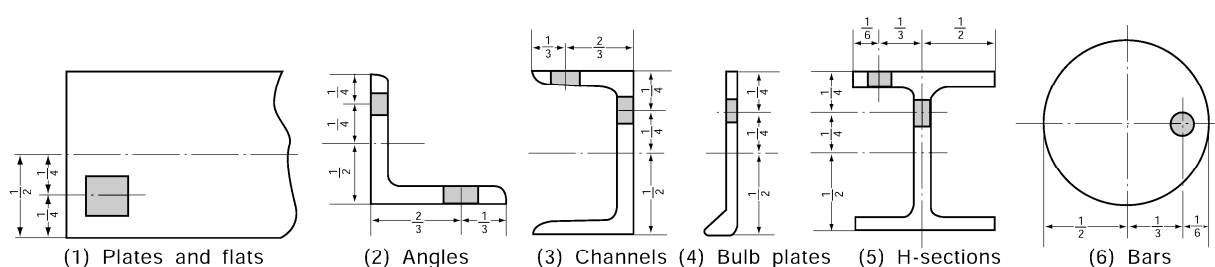 1/6 1/3 1/2
1/3 2/3
1/2 1/4 1/4
1/4 1/4 1/2
2/3 1/3
1/4 1/4 1/2
1/4 1/4 1/2
1/4 1/4 1/2
1/2 1/3 1/6
(1) Plates and flats
(2) Angles
(3) Channels
(4) Bulb plates
(5) H-sections
(6) Bars